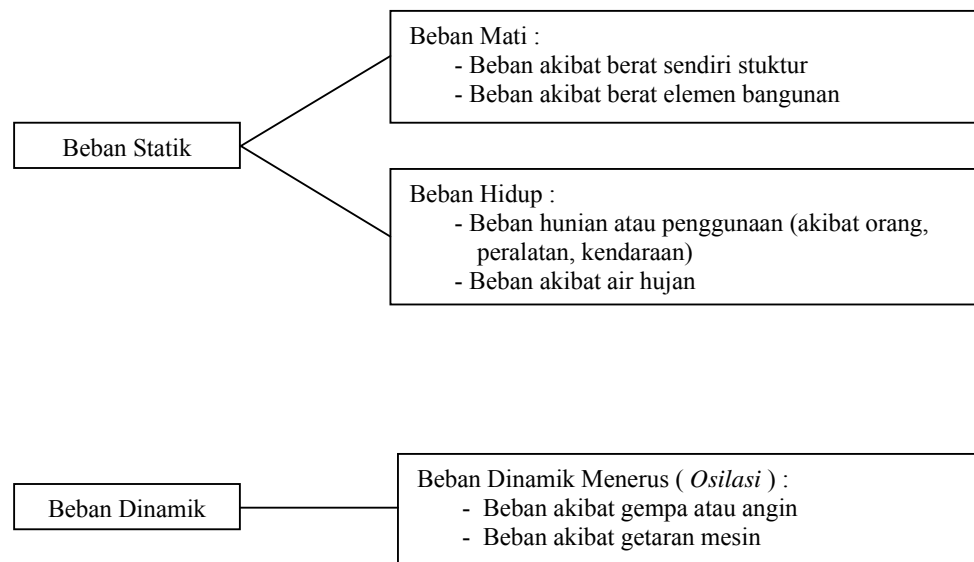 Beban Statik
Beban Mati :
- Beban akibat berat sendiri stuktur
- Beban akibat berat elemen bangunan
Beban Hidup :
- Beban hunian atau penggunaan (akibat orang,
peralatan, kendaraan)
- Beban akibat air hujan
Beban Dinamik
Beban Dinamik Menerus ( Osilasi ) :
- Beban akibat gempa atau angin
- Beban akibat getaran mesin